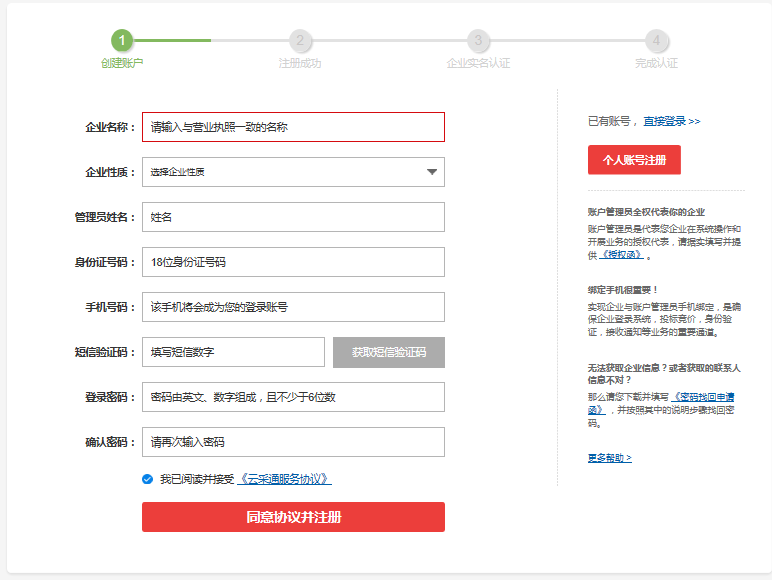 1 2 3 4
创建账户 注册成功 企业实名认证 完成认证
企业名称： 请输入与营业执照一致的名称
企业性质： 选择企业性质
管理员姓名： 姓名
身份证号码： 18位身份证号码
手机号码： 该手机将会成为您的登录账号
短信验证码： 填写短信数字 获取短信验证码
登录密码： 密码由英文、数字组成，且不少于6位数
确认密码： 请再次输入密码
我已阅读并接受《云采通服务协议》
同意协议并注册
已有账号，直接登录 >>
个人账号注册
账户管理员全权代表你的企业
账户管理员是代表您企业在系统操作和
开展业务的授权代表，请据实填写并提
供《授权函》。
绑定手机很重要！
实现企业与账户管理员手机绑定，是确
保企业登录系统，投标竞价，身份验
证，接收通知等业务的重要通道。
无法获取企业信息？或者获取的联系人
信息不对？
那么请您下载并填写《密码找回申请
函》，并按照其中的说明步骤找回密
码。
更多帮助 >